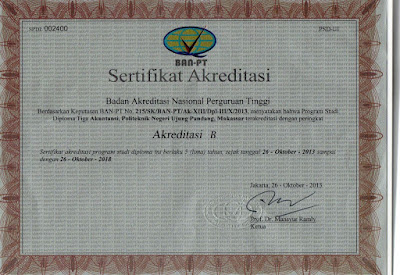 002400
BAN-PT
Sertifikat Akreditasi
Badan Akreditasi Nasional Perguruan Tinggi
Berdasarkan Keputusan BAN-PT No. 215/SK/BAN-PT/Ak-XIII/Dpl-III/X/2013, menyatakan bahwa Program Studi
Diploma Tiga Akuntansi, Politeknik Negeri Ujung Pandang, Makassar terakreditasi dengan peringkat
Akreditasi B
Sertifikat akreditasi program studi diploma ini berlaku 5 (lima) tahun, sejak tanggal 26 - Oktober - 2013 sampai
dengan 26 - Oktober - 2018
Jakarta, 26 - Oktober - 2013
Prof. Dr. Mansyur Ramly
Ketua